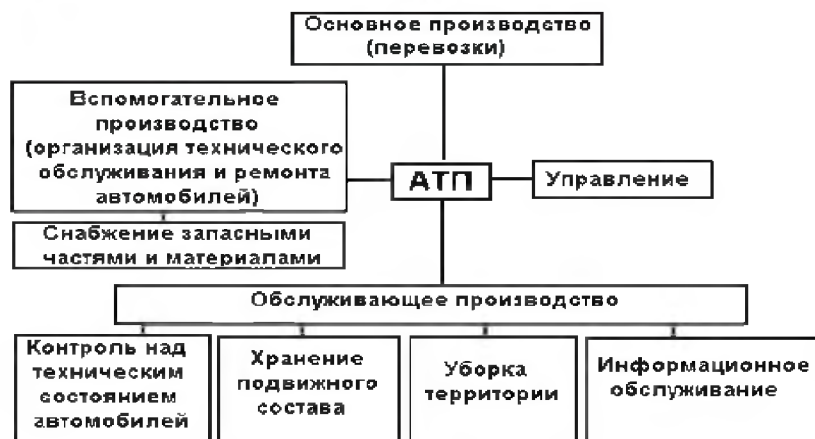 Основное производство
(перевозки)
Вспомогательное
производство
(организация технического
обслуживания и ремонта
автомобилей)
АТП
Управление
Снабжение запасными
частями и материалами
Обслуживающее производство
Контроль над
техническим
состоянием
автомобилей
Хранение
подвижного
состава
Уборка
территории
Информационное
обслуживание